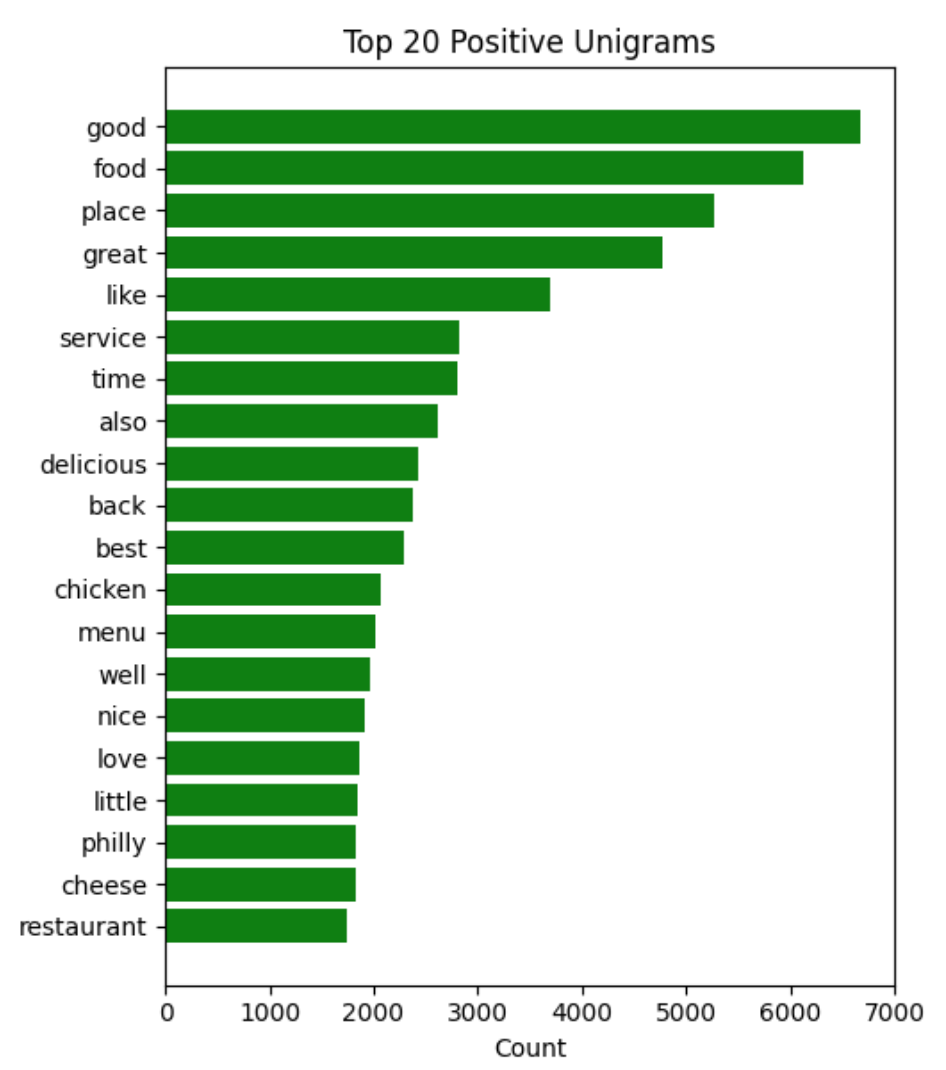 Top 20 Positive Unigrams
good
food
place
great
like
service
time
also
delicious
back
best
chicken
menu
well
nice
love
little
philly
cheese
restaurant
0 1000 2000 3000 4000 5000 6000 7000
Count